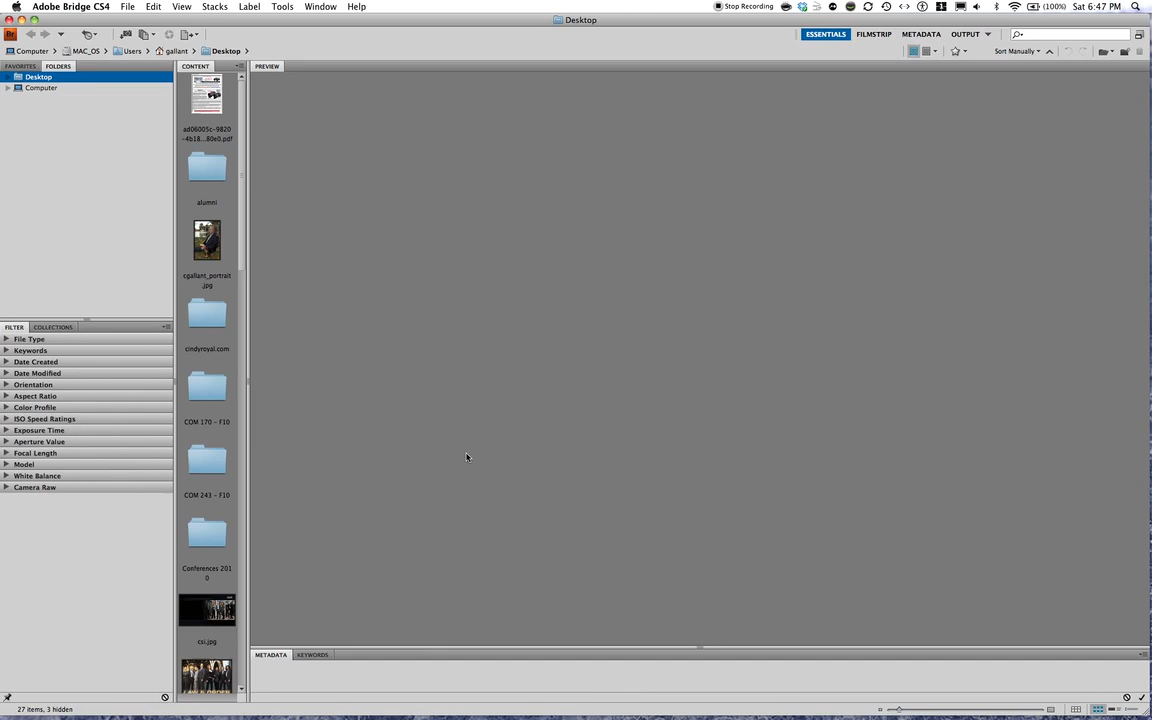 Adobe Bridge CS4 File Edit View Stacks Label Tools Window Help Stop Recording (100%) Sat 6:47 PM
Desktop
Br ESSENTIALS FILMSTRIP METADATA OUTPUT
Computer MAC_OS Users gallant Desktop Sort Manually
FAVORITES FOLDERS CONTENT PREVIEW
Desktop
Computer
ad06005c-9820
-4b18...80e0.pdf
alumni
cgallant_portrait
.jpg
cindyroyal.com
COM 170 - F10
COM 243 - F10
Conferences 201
0
csi.jpg
FILTER COLLECTIONS
File Type
Keywords
Date Created
Date Modified
Orientation
Aspect Ratio
Color Profile
ISO Speed Ratings
Exposure Time
Aperture Value
Focal Length
Model
White Balance
Camera Raw
METADATA KEYWORDS
27 items, 3 hidden